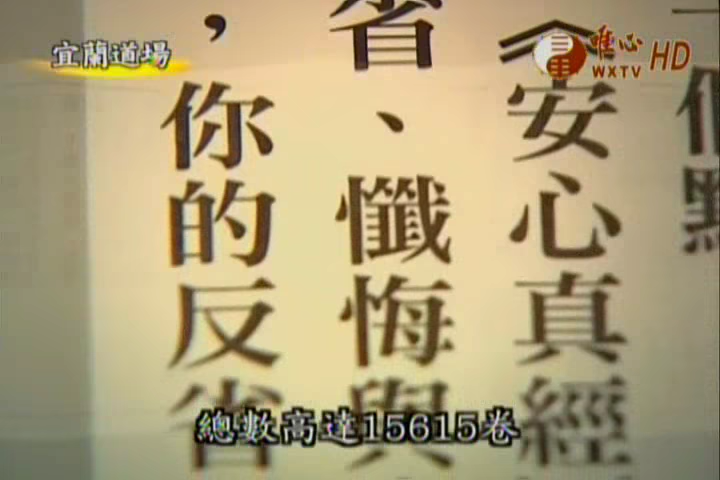 宜蘭道場
唯心
WXTV
HD
《安心真經
省、懺悔與
,你的反省
總數高達15615卷